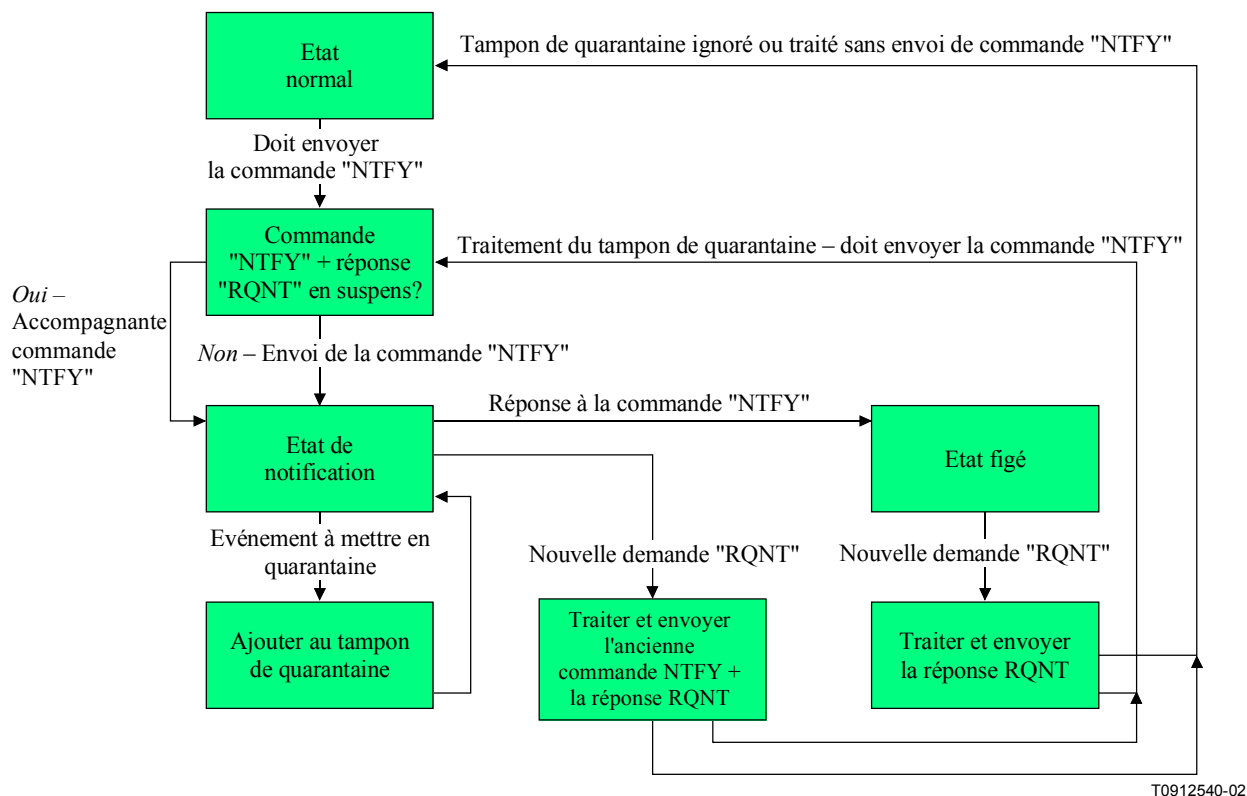 Etat
normal
Tampon de quarantaine ignoré ou traité sans envoi de commande "NTFY"
Doit envoyer
la commande "NTFY"
Commande
"NTFY" + réponse
"RQNT" en suspens?
Traitement du tampon de quarantaine – doit envoyer la commande "NTFY"
Oui –
Accompagnante
commande
"NTFY"
Non – Envoi de la commande "NTFY"
Etat de
notification
Réponse à la commande "NTFY"
Etat figé
Evénement à mettre en
quarantaine
Nouvelle demande "RQNT"
Nouvelle demande "RQNT"
Ajouter au tampon
de quarantaine
Traiter et envoyer
l'ancienne
commande NTFY +
la réponse RQNT
Traiter et envoyer
la réponse RQNT
T0912540-02